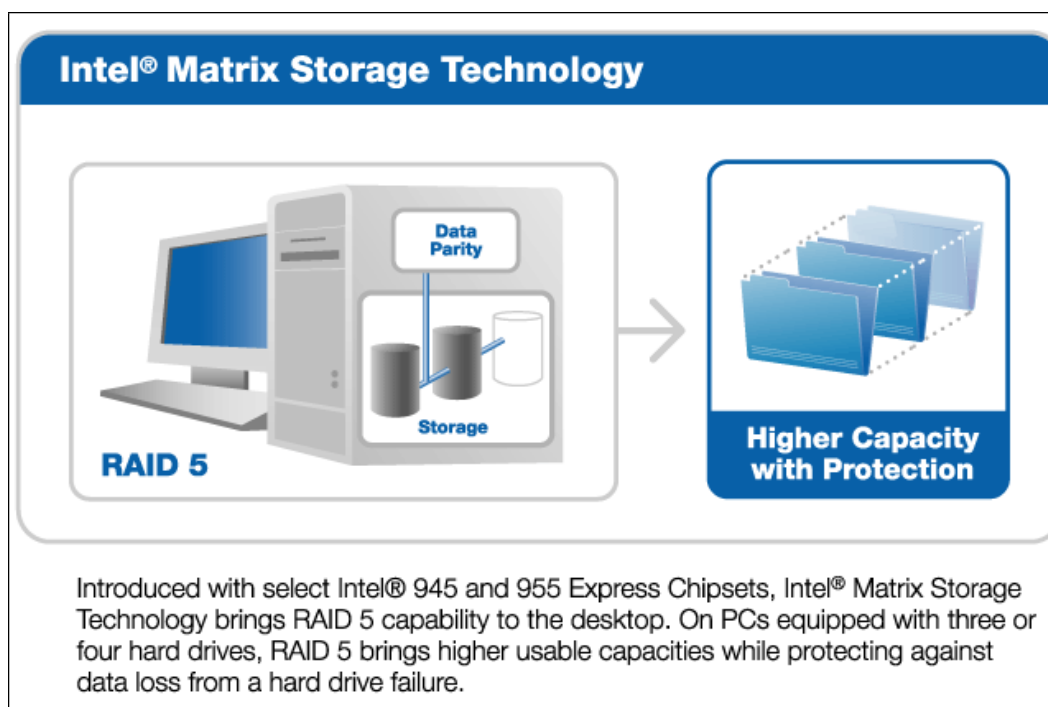 Intel® Matrix Storage Technology
Data
Parity
Storage
RAID 5
Higher Capacity
with Protection
Introduced with select Intel® 945 and 955 Express Chipsets, Intel® Matrix Storage
Technology brings RAID 5 capability to the desktop. On PCs equipped with three or
four hard drives, RAID 5 brings higher usable capacities while protecting against
data loss from a hard drive failure.